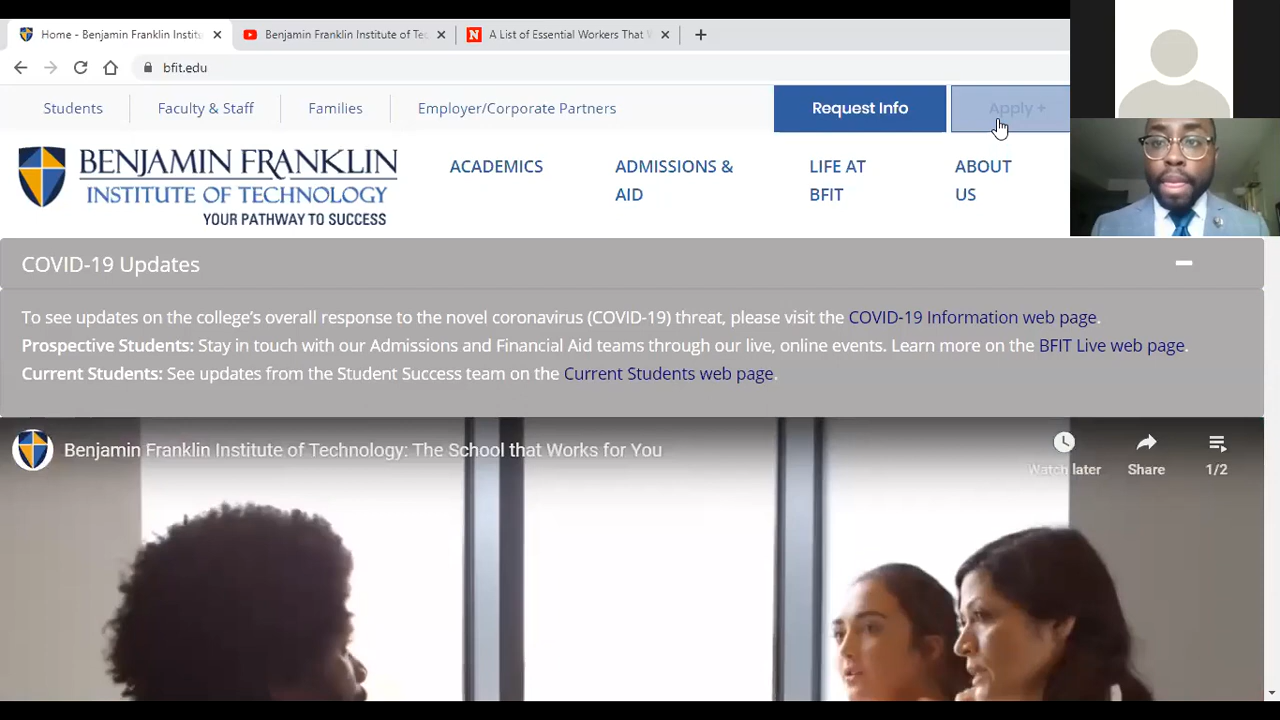 Home - Benjamin Franklin Institu
Benjamin Franklin Institute of Tec
A List of Essential Workers That W
bfit.edu
Students
Faculty & Staff
Families
Employer/Corporate Partners
Request Info
Apply +
BENJAMIN FRANKLIN
INSTITUTE OF TECHNOLOGY
YOUR PATHWAY TO SUCCESS
ACADEMICS
ADMISSIONS &
AID
LIFE AT
BFIT
ABOUT
US
COVID-19 Updates
To see updates on the college's overall response to the novel coronavirus (COVID-19) threat, please visit the COVID-19 Information web page.
Prospective Students: Stay in touch with our Admissions and Financial Aid teams through our live, online events. Learn more on the BFIT Live web page.
Current Students: See updates from the Student Success team on the Current Students web page.
Benjamin Franklin Institute of Technology: The School that Works for You
Watch later
Share
1/2